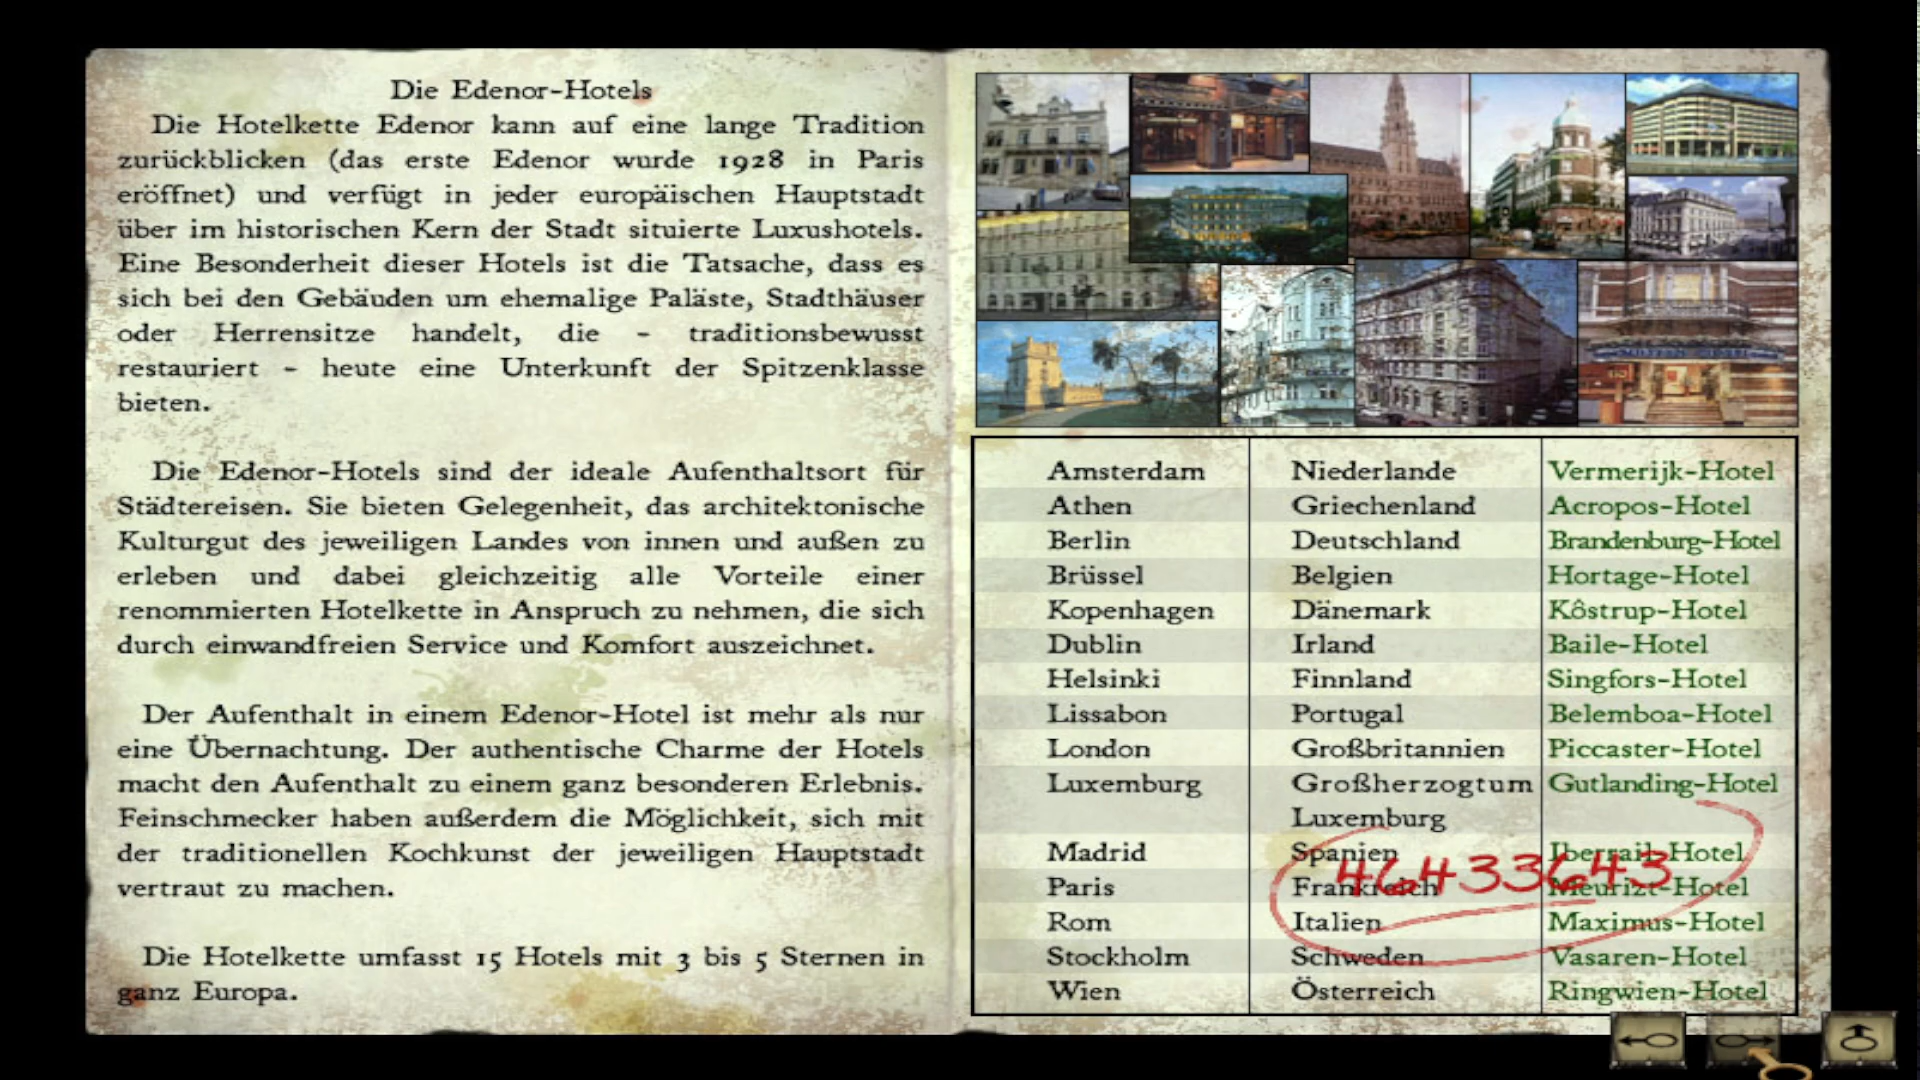 Die Edenor-Hotels
Die Hotelkette Edenor kann auf eine lange Tradition
zurückblicken (das erste Edenor wurde 1928 in Paris
eröffnet) und verfügt in jeder europäischen Hauptstadt
über im historischen Kern der Stadt situierte Luxushotels.
Eine Besonderheit dieser Hotels ist die Tatsache, dass es
sich bei den Gebäuden um ehemalige Paläste, Stadthäuser
oder Herrensitze handelt, die - traditionsbewusst
restauriert - heute eine Unterkunft der Spitzenklasse
bieten.
Die Edenor-Hotels sind der ideale Aufenthaltsort für
Städtereisen. Sie bieten Gelegenheit, das architektonische
Kulturgut des jeweiligen Landes von innen und außen zu
erleben und dabei gleichzeitig alle Vorteile einer
renommierten Hotelkette in Anspruch zu nehmen, die sich
durch einwandfreien Service und Komfort auszeichnet.
Der Aufenthalt in einem Edenor-Hotel ist mehr als nur
eine Übernachtung. Der authentische Charme der Hotels
macht den Aufenthalt zu einem ganz besonderen Erlebnis.
Feinschmecker haben außerdem die Möglichkeit, sich mit
der traditionellen Kochkunst der jeweiligen Hauptstadt
vertraut zu machen.
Die Hotelkette umfasst 15 Hotels mit 3 bis 5 Sternen in
ganz Europa.
Amsterdam Niederlande Vermerijk-Hotel
Athen Griechenland Acropos-Hotel
Berlin Deutschland Brandenburg-Hotel
Brüssel Belgien Hortage-Hotel
Kopenhagen Dänemark Kôstrup-Hotel
Dublin Irland Baile-Hotel
Helsinki Finnland Singfors-Hotel
Lissabon Portugal Belemboa-Hotel
London Großbritannien Piccaster-Hotel
Luxemburg Großherzogtum Gutlanding-Hotel
Luxemburg
Madrid Spanien Iberrail-Hotel
46433643
Paris Frankreich Meurizt-Hotel
Rom Italien Maximus-Hotel
Stockholm Schweden Vasaren-Hotel
Wien Österreich Ringwien-Hotel